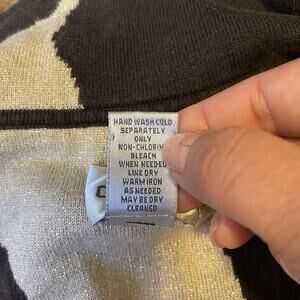 HAND WASH COLD
SEPARATELY
ONLY
NON-CHLORINE
BLEACH
WHEN NEEDED
LINE DRY
WARM IRON
AS NEEDED
MAY BE DRY
CLEANED